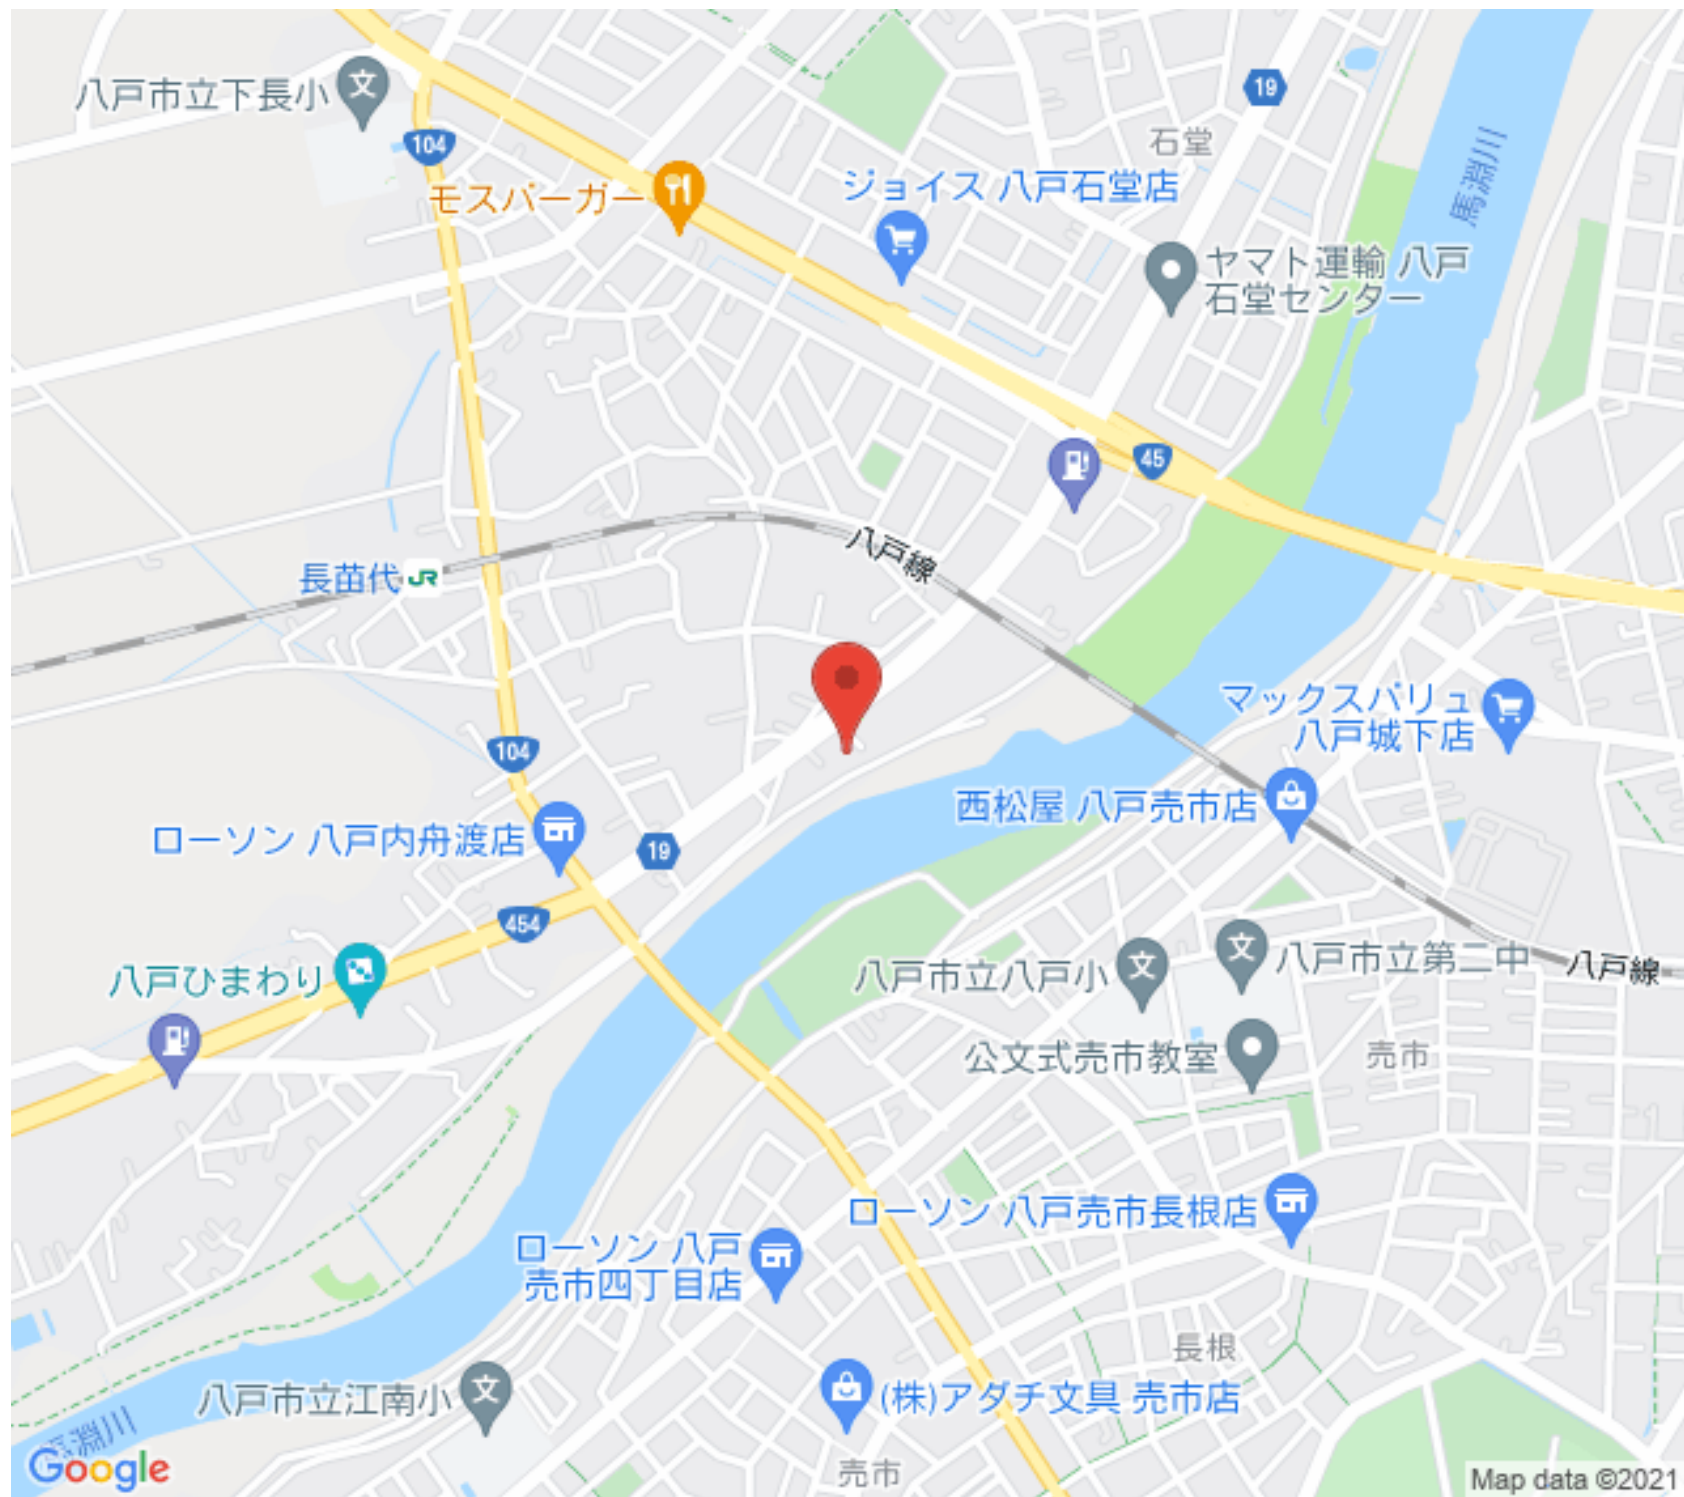 八戸市立下長小
19
104
石堂
馬淵川
ジョイス 八戸石堂店
モスバーガー
ヤマト運輸 八戸
石堂センター
45
八戸線
長苗代
JR
マックスバリュ
八戸城下店
104
西松屋 八戸売市店
ローソン 八戸内舟渡店
19
454
八戸市立八戸小
八戸市立第二中
八戸線
八戸ひまわり
公文式売市教室
売市
ローソン 八戸売市長根店
ローソン 八戸
売市四丁目店
長根
八戸市立江南小
(株)アダチ文具 売市店
馬淵川
Google
売市
Map data ©2021